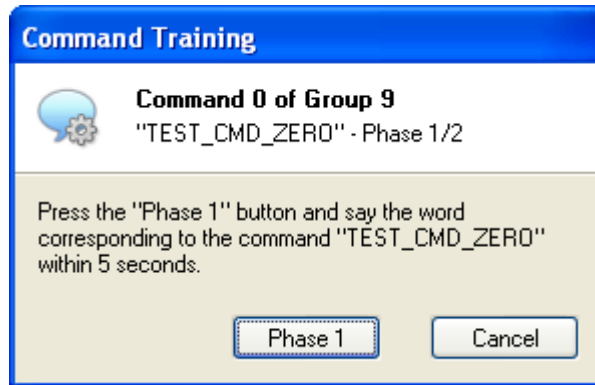 Command Training
Command 0 of Group 9
"TEST_CMD_ZERO" - Phase 1/2
Press the "Phase 1" button and say the word
corresponding to the command "TEST_CMD_ZERO"
within 5 seconds.
Phase 1
Cancel